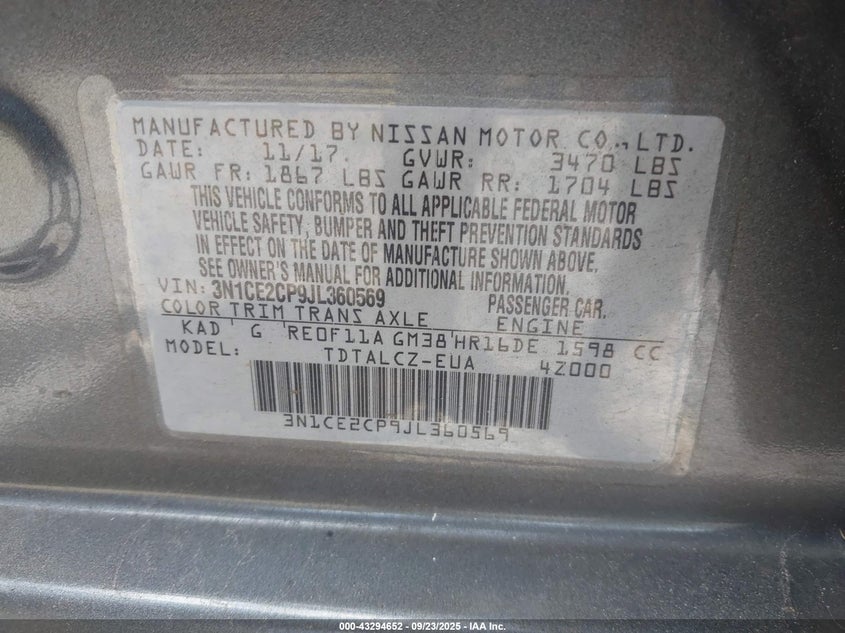 MANUFACTURED BY NISSAN MOTOR CO., LTD.
DATE: 11/17. GVWR: 3470 LBS
GAWR FR: 1867 LBS GAWR RR: 1704 LBS
THIS VEHICLE CONFORMS TO ALL APPLICABLE FEDERAL MOTOR
VEHICLE SAFETY, BUMPER AND THEFT PREVENTION STANDARDS
IN EFFECT ON THE DATE OF MANUFACTURE SHOWN ABOVE.
SEE OWNER'S MANUAL FOR ADDITIONAL INFORMATION.
VIN: 3N1CE2CP9JL360569 PASSENGER CAR.
COLOR TRIM TRANS AXLE ENGINE
KAD ' G ' RE0F11A GM38 ' HR16DE 1598 CC
MODEL: TDTALCZ-EUA 4Z000
3N1CE2CP9JL360569
000-43294652 - 09/23/2025 - IAA Inc.